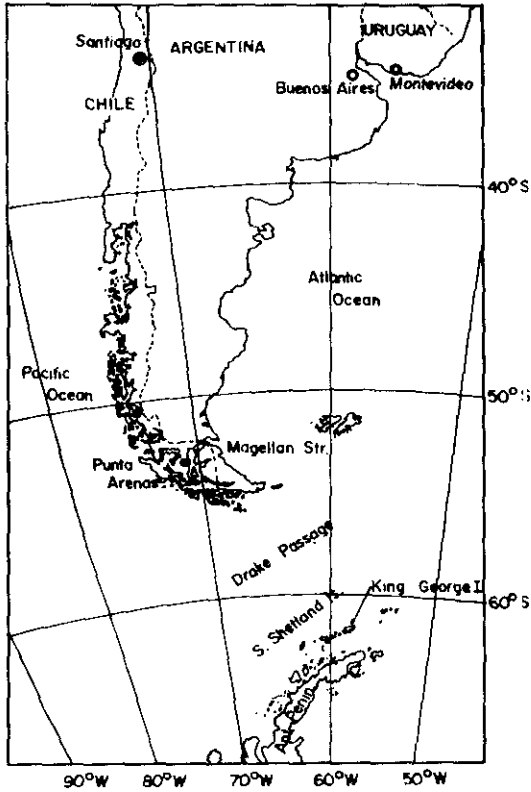 URUGUAY
Santiago
ARGENTINA
Buenos Aires
Montevideo
CHILE
40°S
Atlantic
Ocean
Pacific
Ocean
50°S
Magellan Str.
Punta
Arenas
Drake Passage
King George I.
60°S
S. Shetland Is.
Ant. Penin.
90°W 80°W 70°W 60°W 50°W